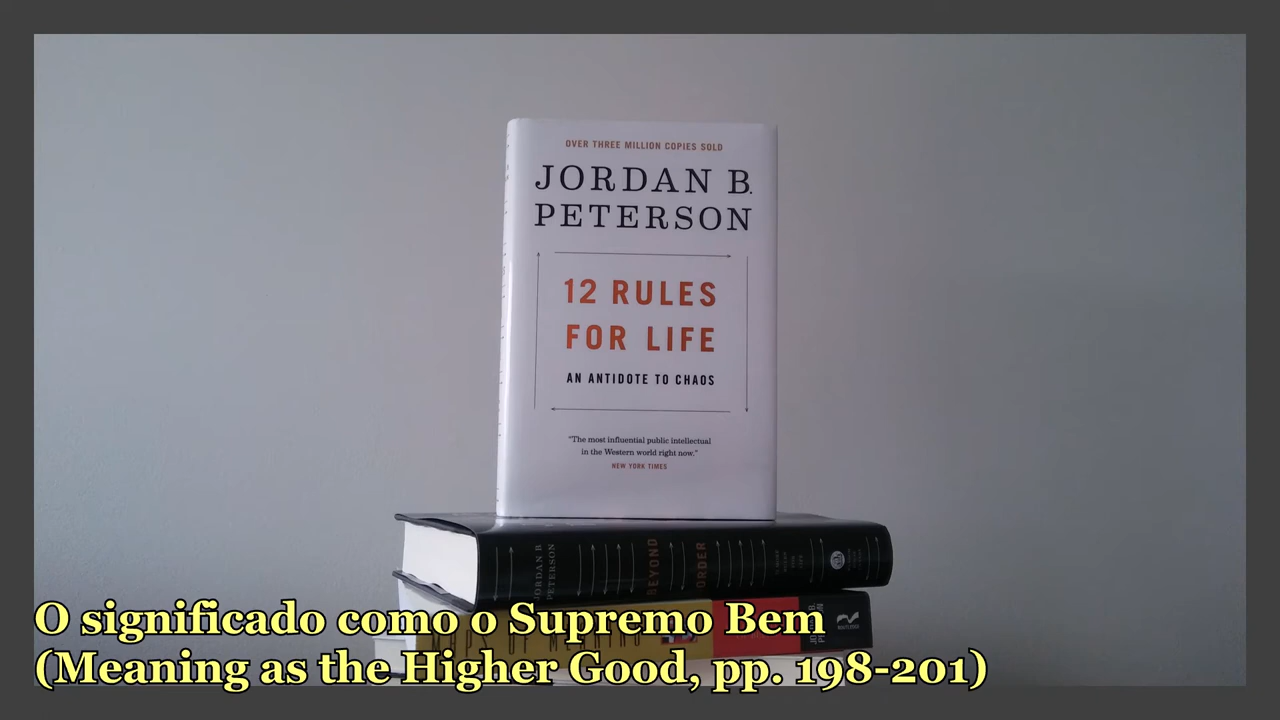 OVER THREE MILLION COPIES SOLD
JORDAN B.
PETERSON
12 RULES
FOR LIFE
AN ANTIDOTE TO CHAOS
"The most influential public intellectual
in the Western world right now."
NEW YORK TIMES
JORDAN B
PETERSON
BEYOND
ORDER
O significado como o Supremo Bem
(Meaning as the Higher Good, pp. 198-201)